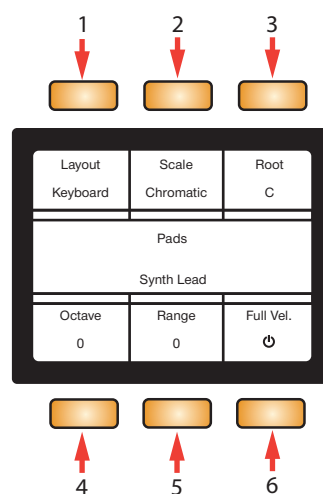 1 2 3
Layout Scale Root
Keyboard Chromatic C
Pads
Synth Lead
Octave Range Full Vel.
0 0
4 5 6